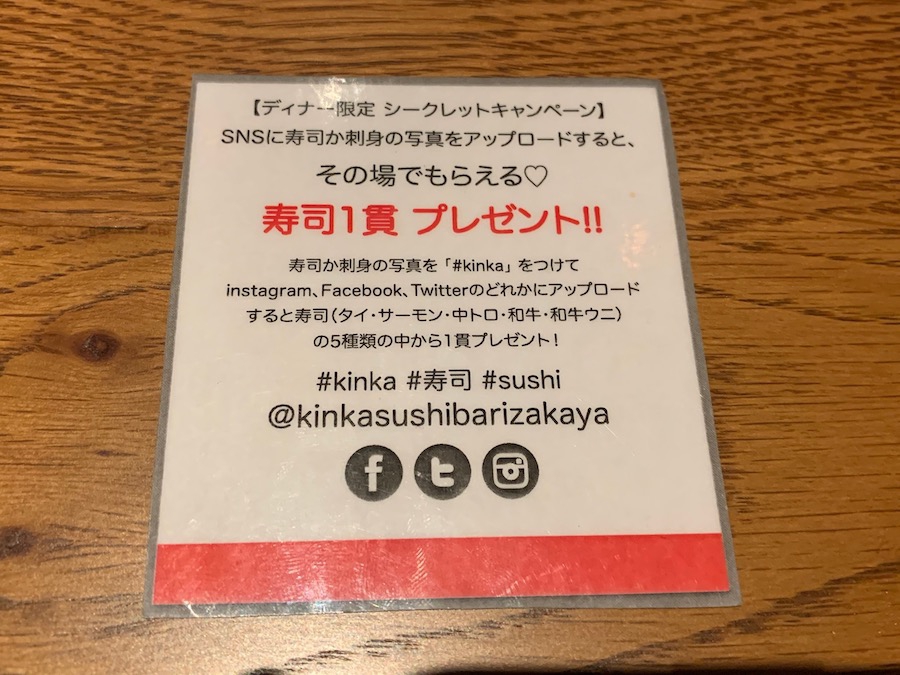 【ディナー限定 シークレットキャンペーン】
SNSに寿司か刺身の写真をアップロードすると、
その場でもらえる♡
寿司1貫 プレゼント!!
寿司か刺身の写真を「#kinka」をつけて
instagram、Facebook、Twitterのどれかにアップロード
すると寿司(タイ・サーモン・中トロ・和牛・和牛ウニ)
の5種類の中から1貫プレゼント!
#kinka #寿司 #sushi
@kinkasushibarizakaya